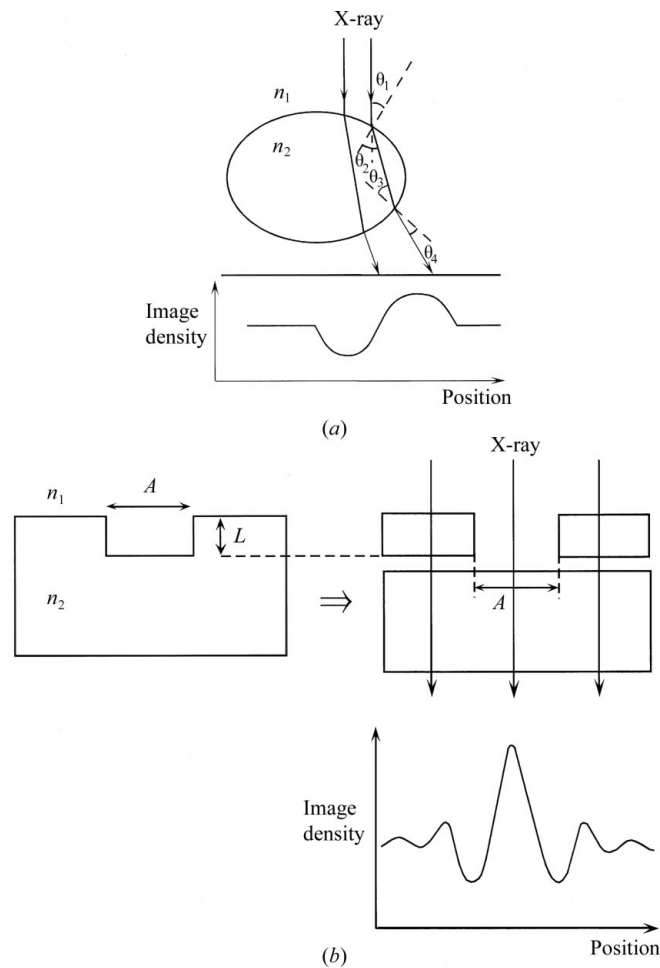 X-ray
θ1
n1
n2
θ2
θ3
θ4
Image
density
Position
(a)
X-ray
n1
A
L
n2
⇒
A
Image
density
Position
(b)